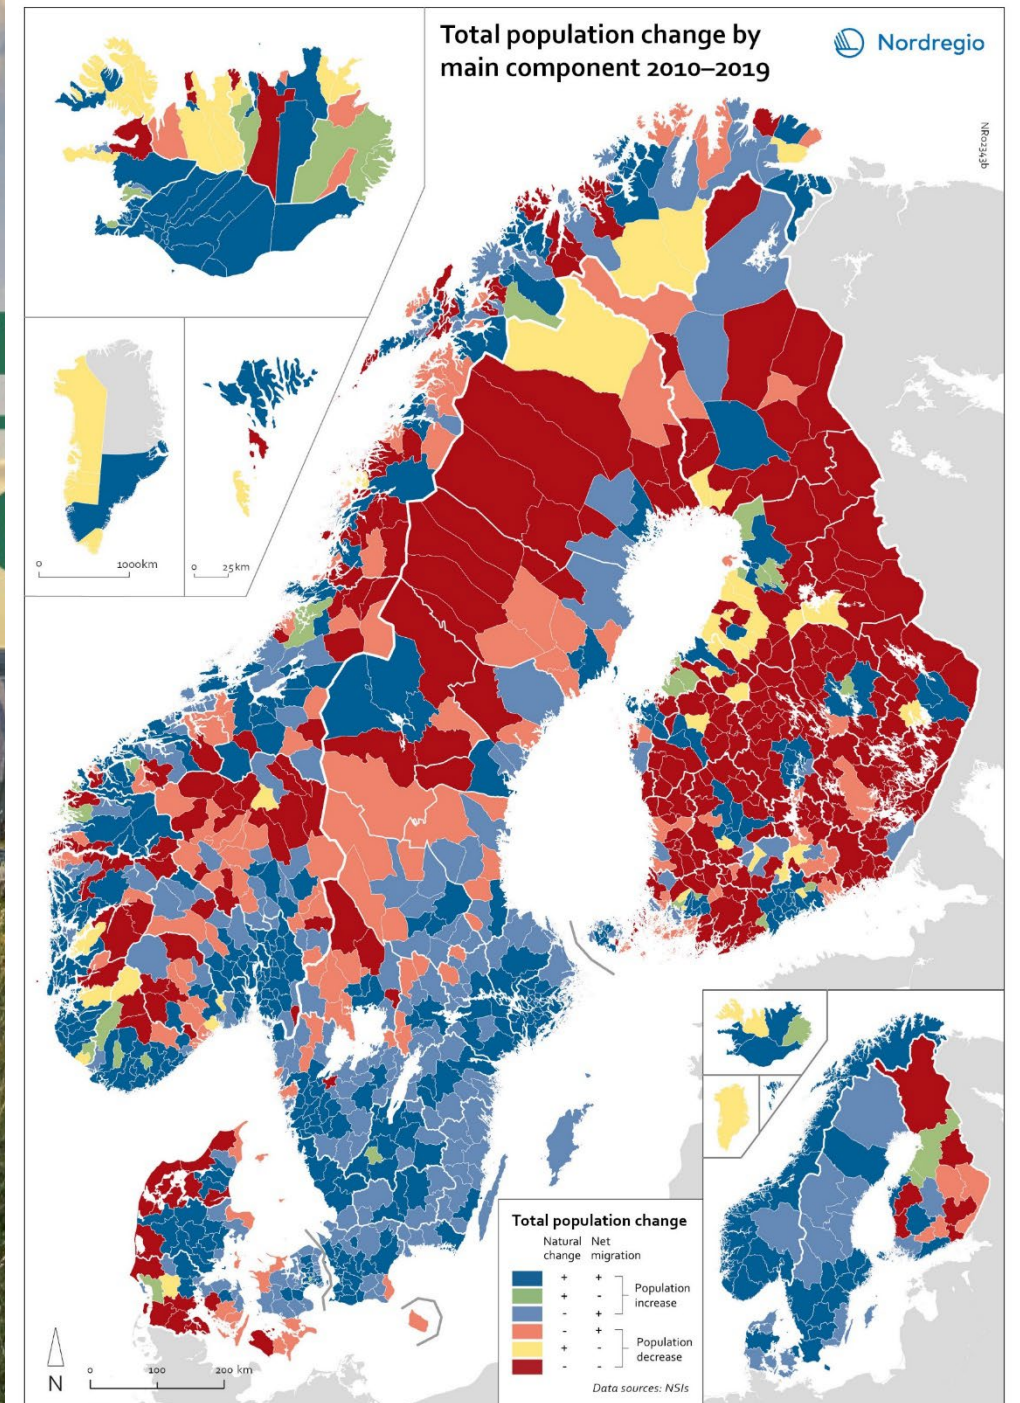 Total population change by
main component 2010–2019
Nordregio
NR02343b
0 1000km
0 25km
Total population change
Natural Net
change migration
+ +
+ -
Population
increase
- +
- +
+ -
Population
decrease
- -
Data sources: NSIs
N
0 100 200 km